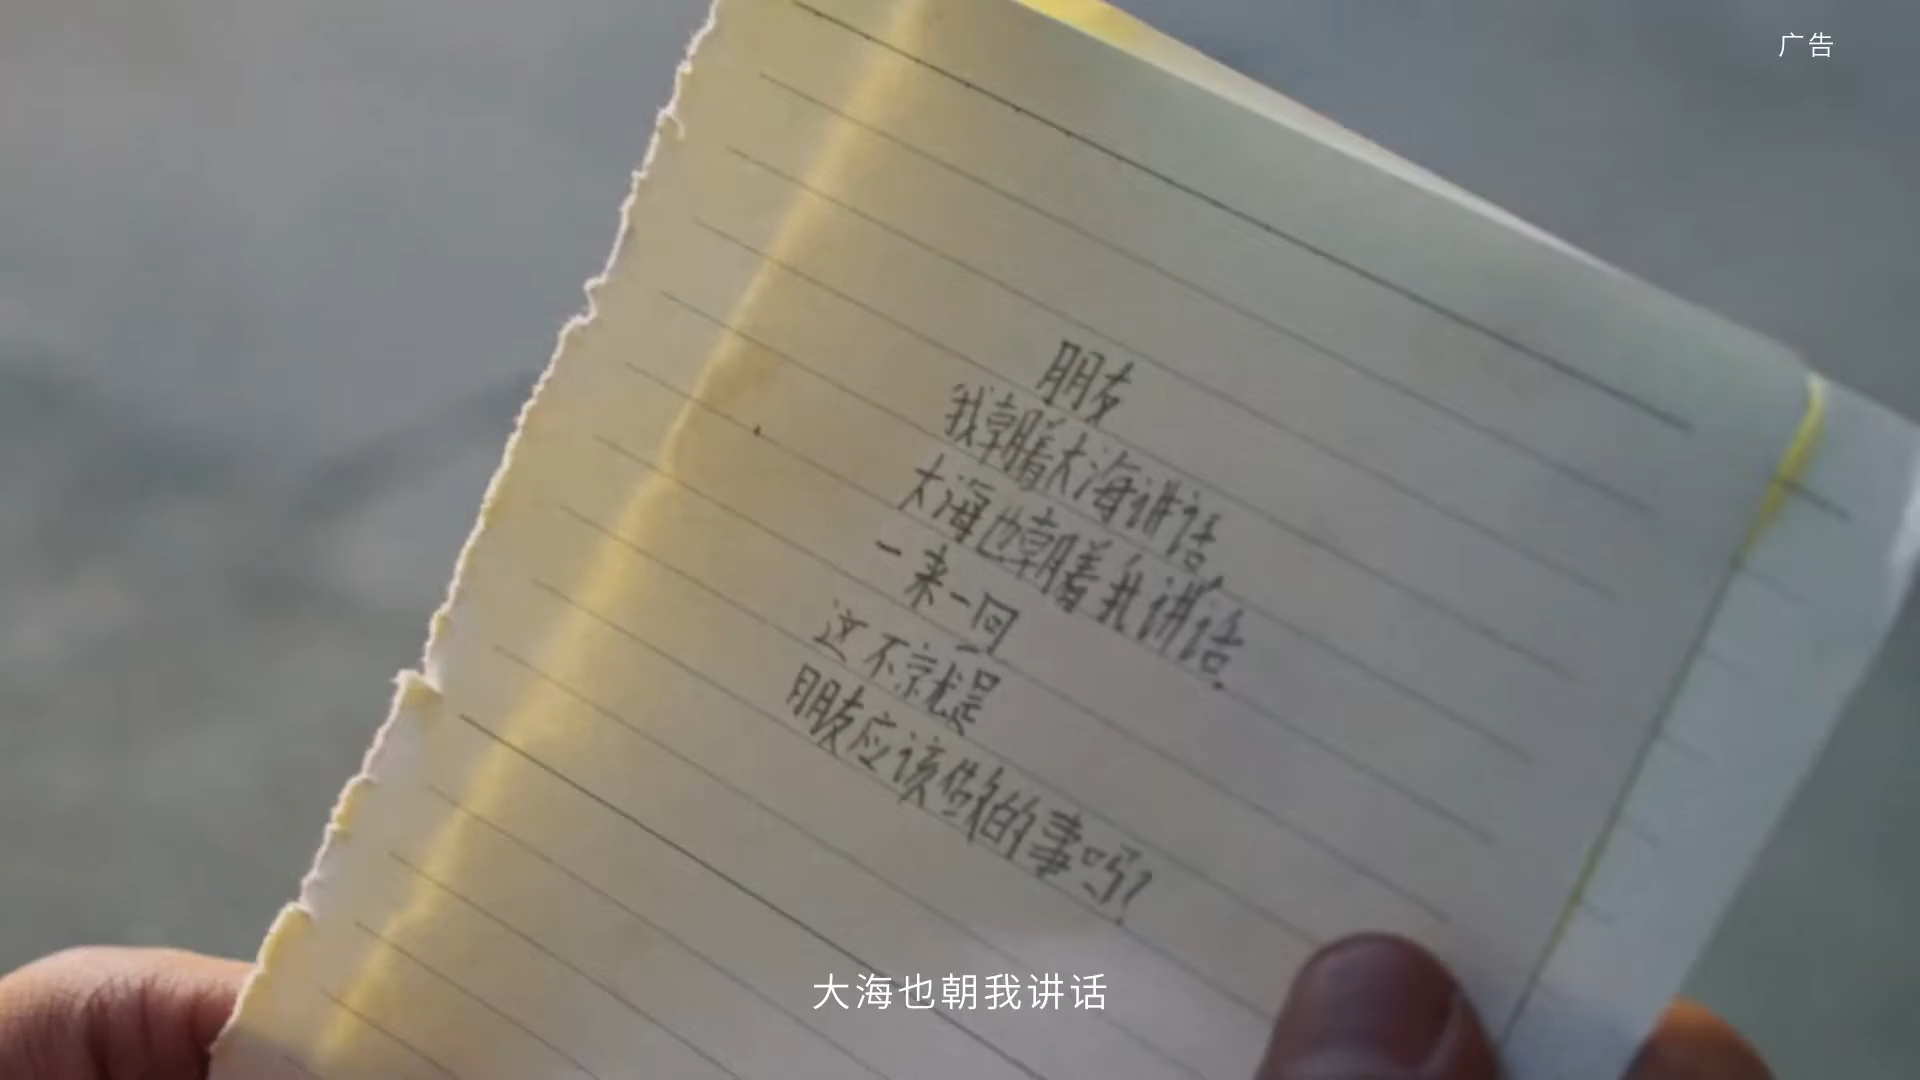 广告
朋友
我朝着大海讲话
大海也朝着我讲话.
一来一回
这不就是
朋友应该做的事吗?
大海也朝我讲话